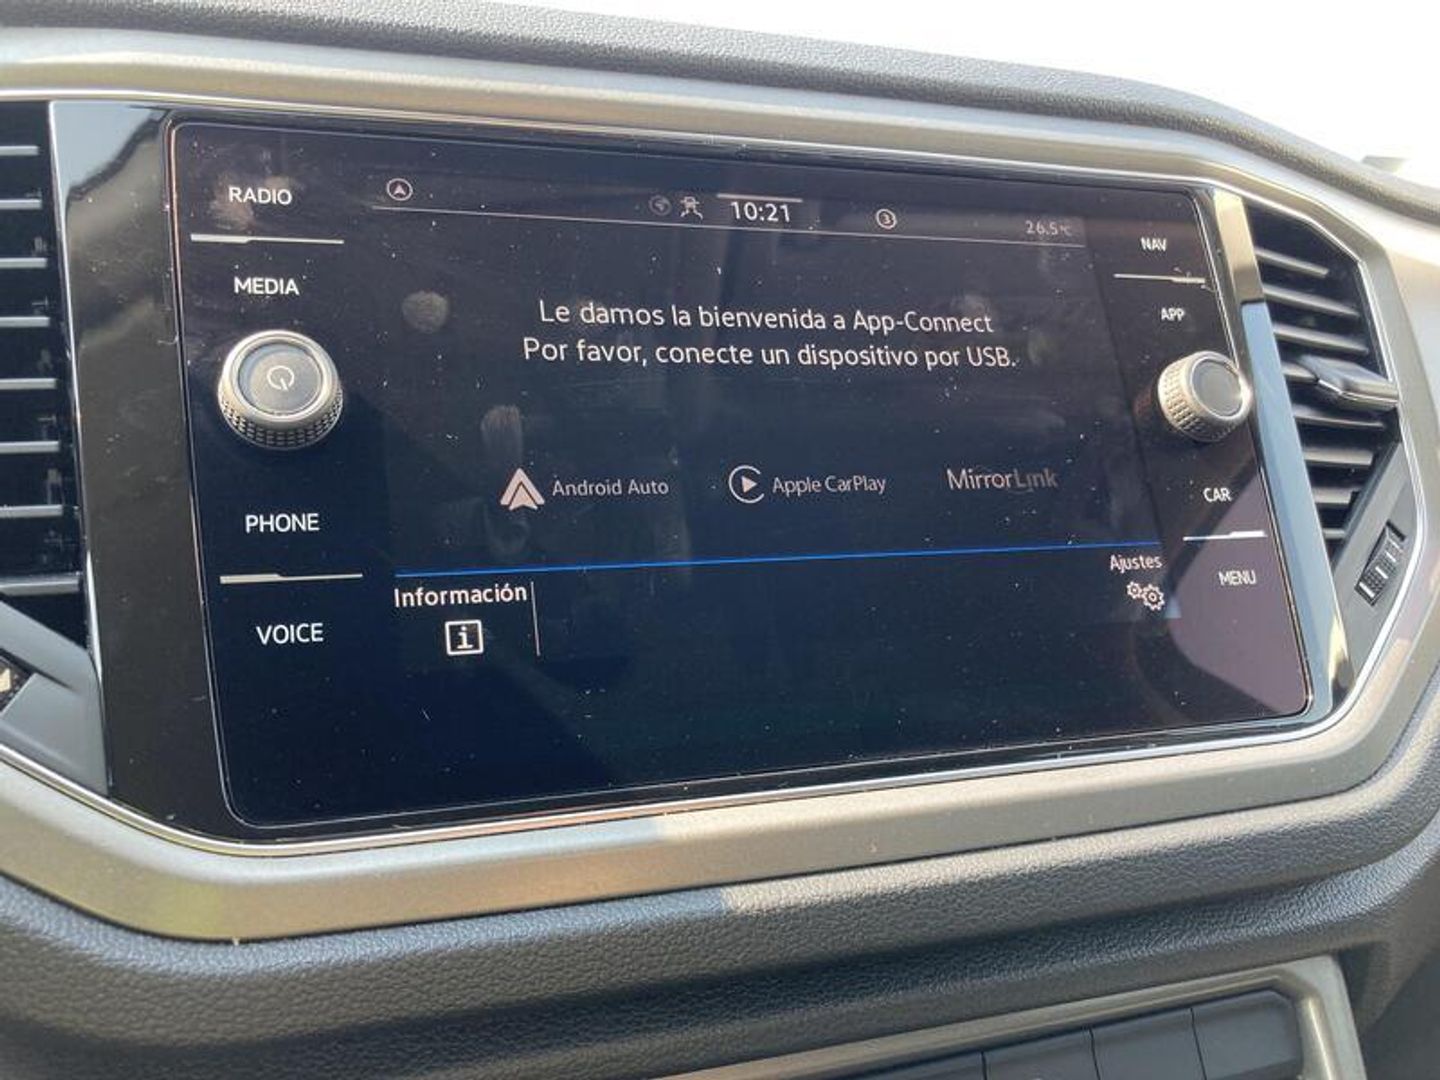 RADIO
MEDIA
PHONE
VOICE
10:21
3
26.5°C
Le damos la bienvenida a App-Connect
Por favor, conecte un dispositivo por USB.
Android Auto
Apple CarPlay
MirrorLink
Información
i
Ajustes
NAV
APP
CAR
MENU